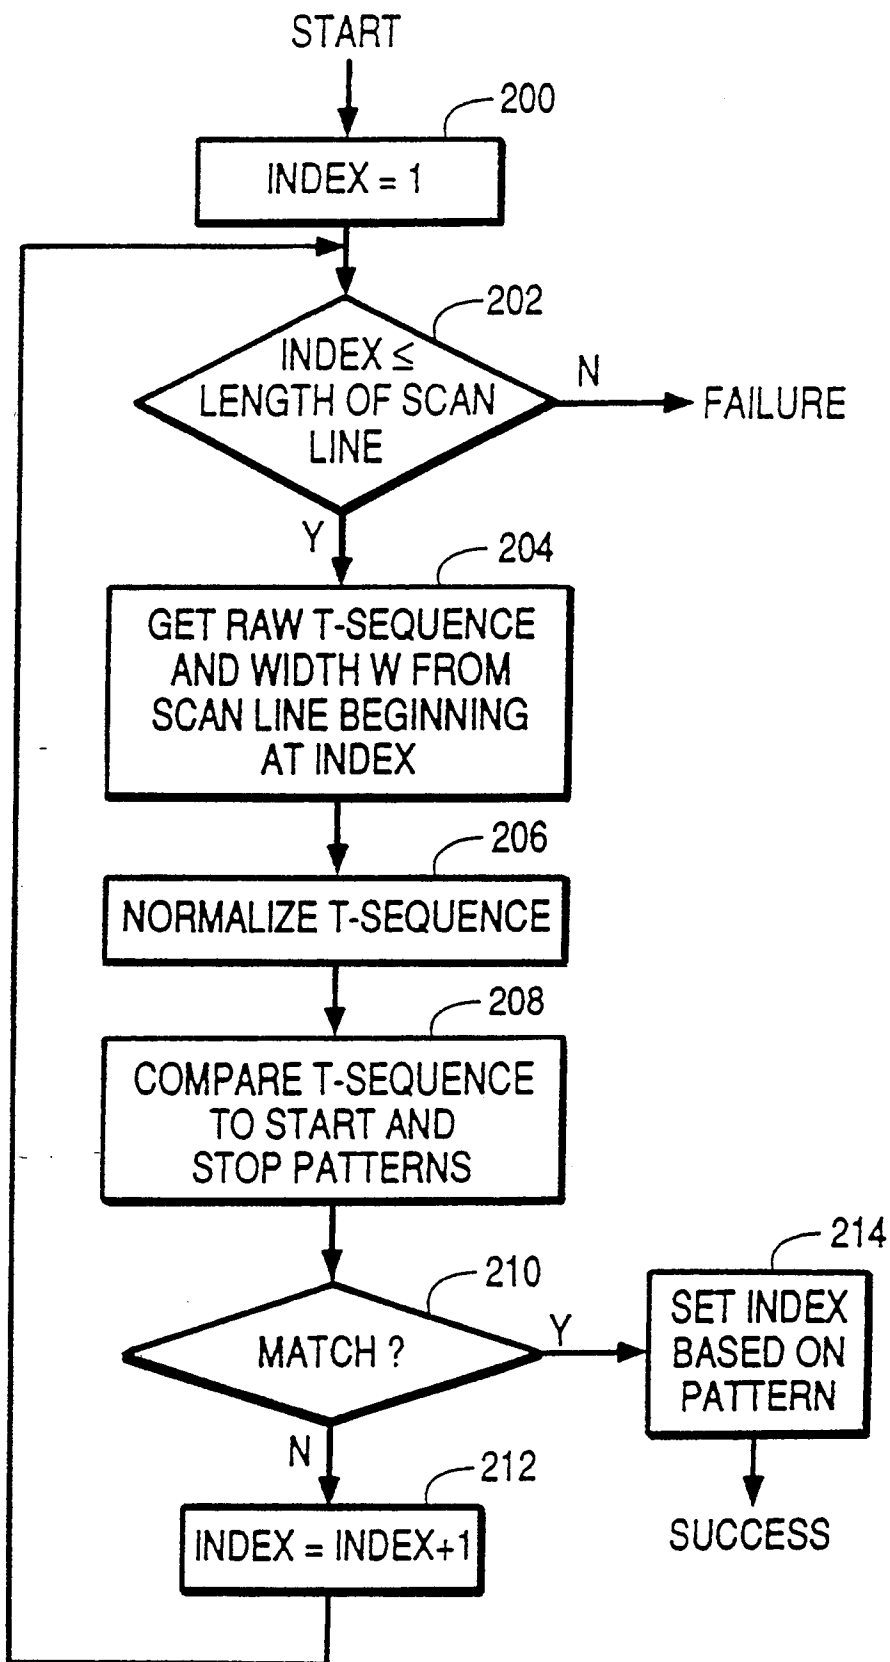 START
200
INDEX = 1
202
INDEX ≤
LENGTH OF SCAN
LINE
N
FAILURE
Y
204
GET RAW T-SEQUENCE
AND WIDTH W FROM
SCAN LINE BEGINNING
AT INDEX
206
NORMALIZE T-SEQUENCE
208
COMPARE T-SEQUENCE
TO START AND
STOP PATTERNS
210
MATCH ?
Y
214
SET INDEX
BASED ON
PATTERN
SUCCESS
N
212
INDEX = INDEX+1